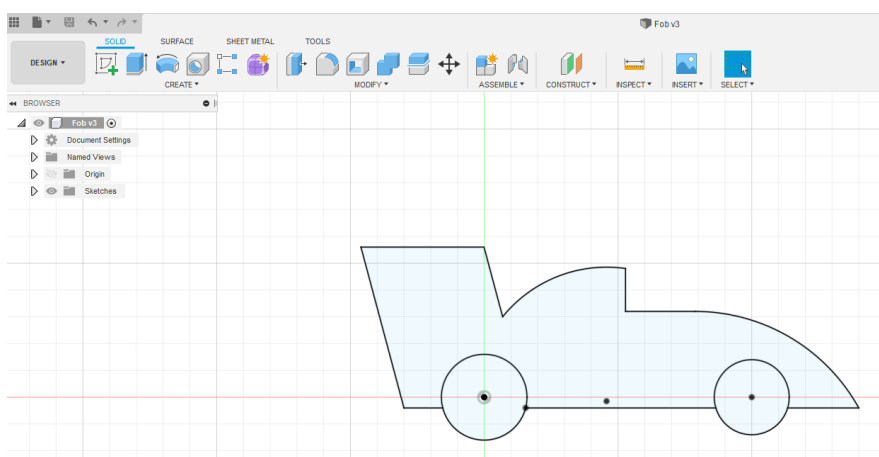 Fob v3
SOLID SURFACE SHEET METAL TOOLS
DESIGN ▾
CREATE ▾ MODIFY ▾ ASSEMBLE ▾ CONSTRUCT ▾ INSPECT ▾ INSERT ▾ SELECT ▾
BROWSER
Fob v3
Document Settings
Named Views
Origin
Sketches